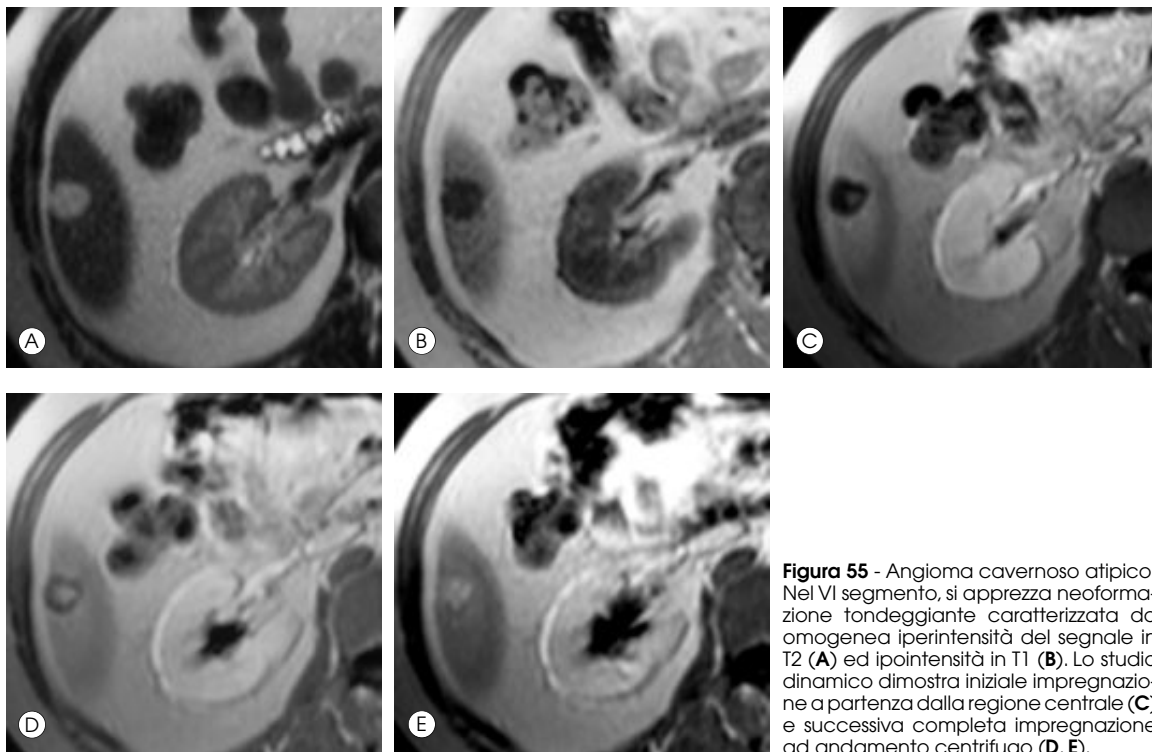 A
B
C
D
E
Figura 55 - Angioma cavernoso atipico.
Nel VI segmento, si apprezza neoforma-
zione tondeggiante caratterizzata da
omogenea iperintensità del segnale in
T2 (A) ed ipointensità in T1 (B). Lo studio
dinamico dimostra iniziale impregnazio-
ne a partenza dalla regione centrale (C)
e successiva completa impregnazione
ad andamento centrifugo (D, E).